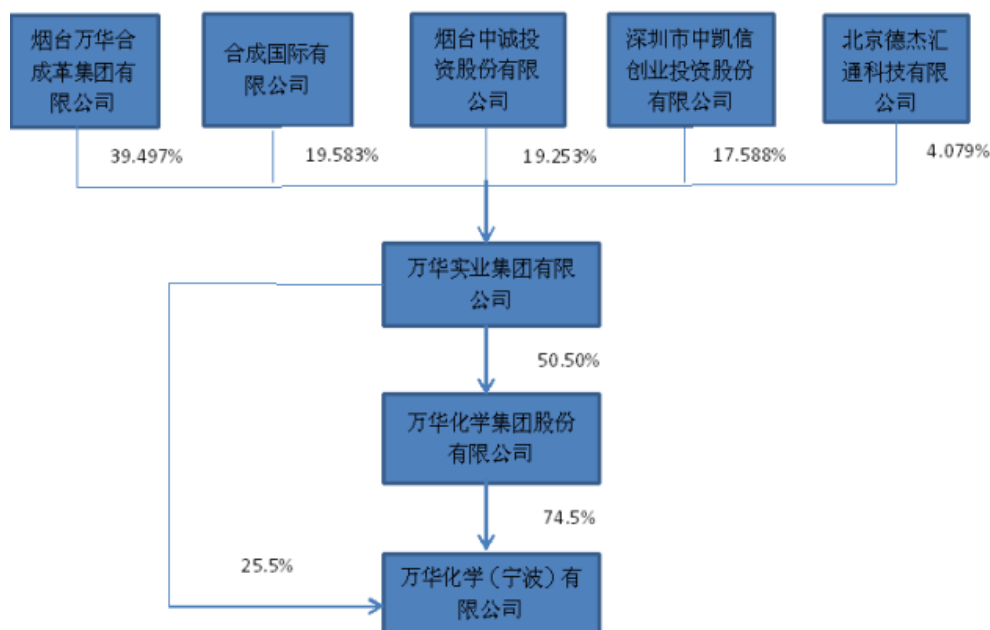 烟台万华合
成革集团有
限公司
合成国际有
限公司
烟台中诚投
资股份有限
公司
深圳市中凯信
创业投资股份
有限公司
北京德杰汇
通科技有限
公司
39.497%
19.583%
19.253%
17.588%
4.079%
万华实业集团有限
公司
50.50%
万华化学集团股份
有限公司
74.5%
25.5%
万华化学（宁波）有
限公司